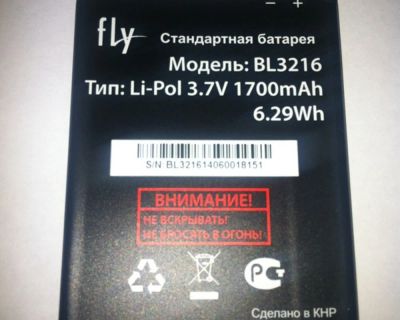 − +
fly Стандартная батарея
Модель: BL3216
Тип: Li-Pol 3.7V 1700mAh
6.29Wh
S/N: BL321614060018151
ВНИМАНИЕ!
НЕ ВСКРЫВАТЬ!
НЕ БРОСАТЬ В ОГОНЬ!
Сделано в КНР